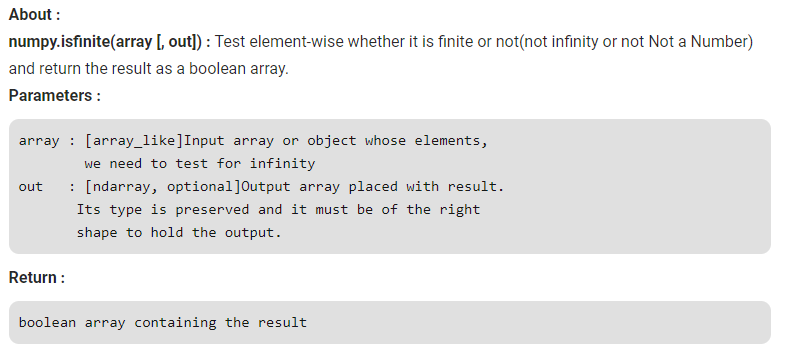 About :
numpy.isfinite(array [, out]) : Test element-wise whether it is finite or not(not infinity or not Not a Number)
and return the result as a boolean array.
Parameters :
array : [array_like]Input array or object whose elements,
we need to test for infinity
out : [ndarray, optional]Output array placed with result.
Its type is preserved and it must be of the right
shape to hold the output.
Return :
boolean array containing the result